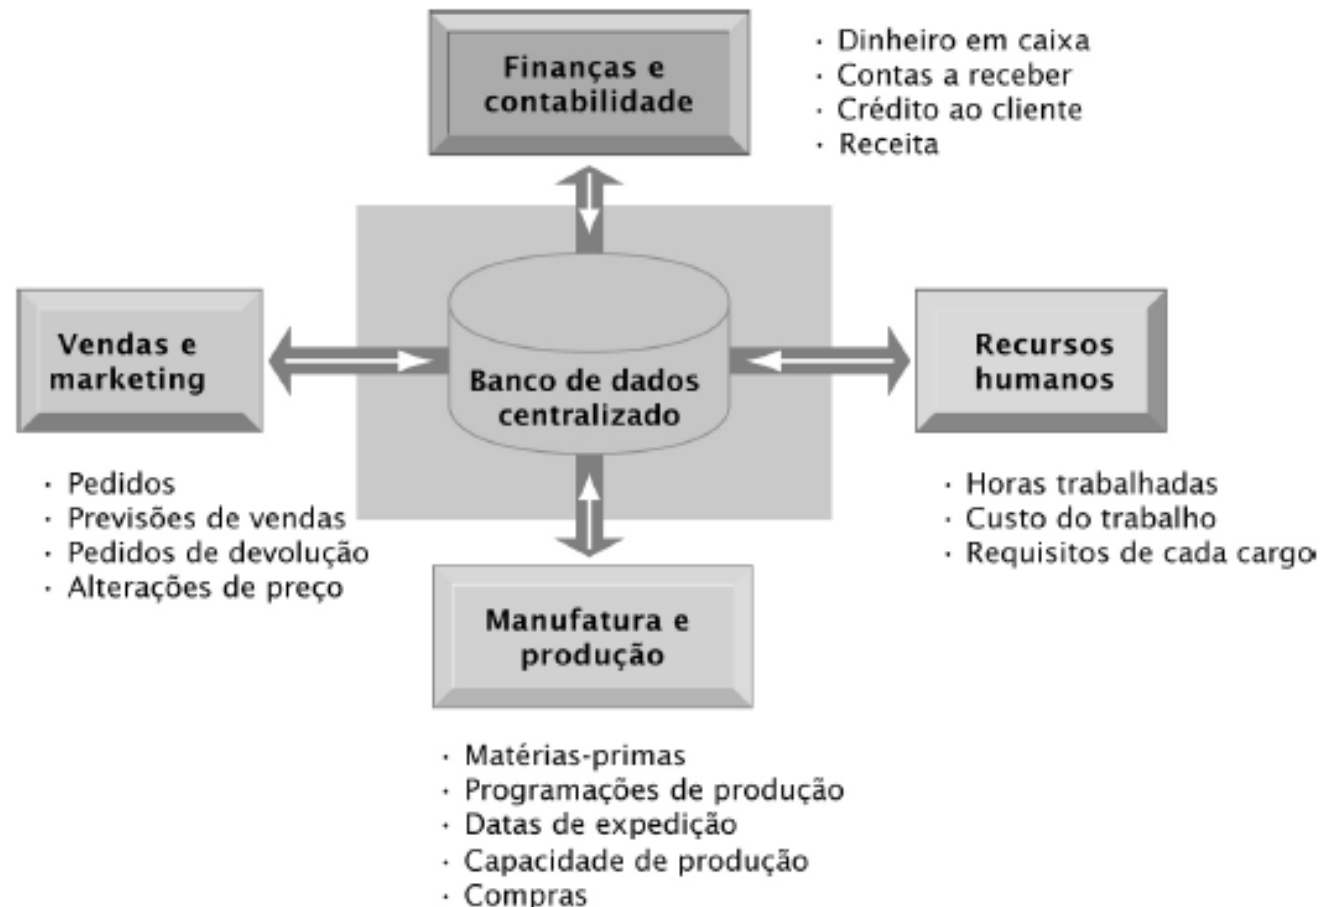 Finanças e
contabilidade
· Dinheiro em caixa
· Contas a receber
· Crédito ao cliente
· Receita
Vendas e
marketing
· Pedidos
· Previsões de vendas
· Pedidos de devolução
· Alterações de preço
Banco de dados
centralizado
Recursos
humanos
· Horas trabalhadas
· Custo do trabalho
· Requisitos de cada cargo
Manufatura e
produção
· Matérias-primas
· Programações de produção
· Datas de expedição
· Capacidade de produção
· Compras